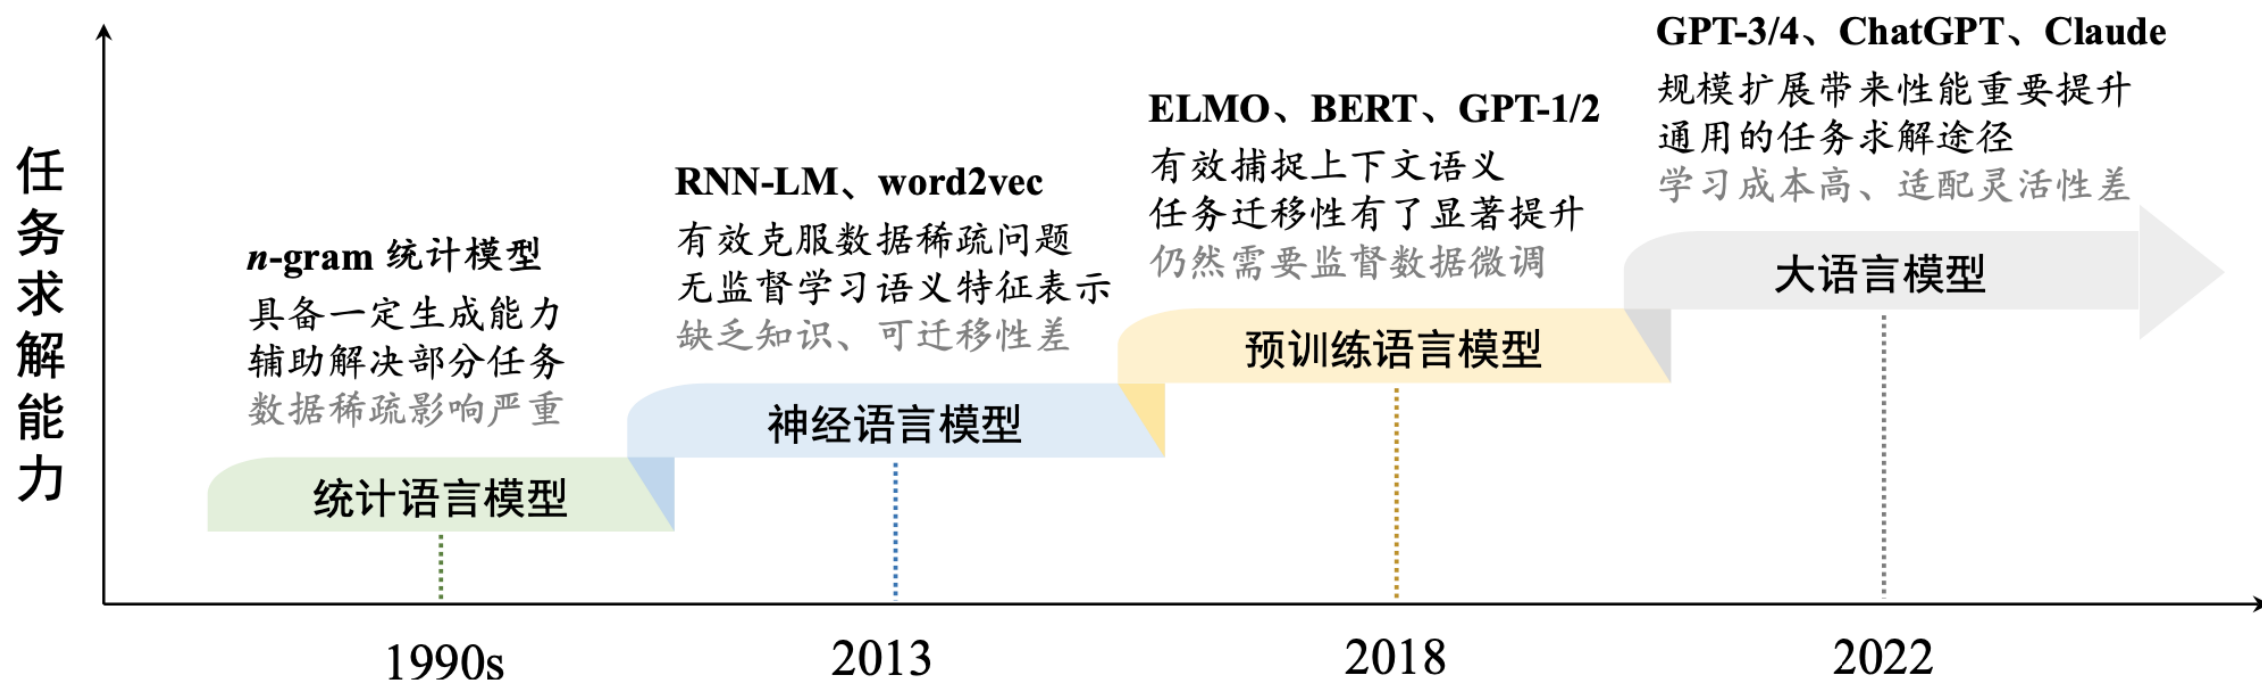 任务求解能力
n-gram 统计模型
具备一定生成能力
辅助解决部分任务
数据稀疏影响严重
统计语言模型
1990s
RNN-LM、word2vec
有效克服数据稀疏问题
无监督学习语义特征表示
缺乏知识、可迁移性差
神经语言模型
2013
ELMO、BERT、GPT-1/2
有效捕捉上下文语义
任务迁移性有了显著提升
仍然需要监督数据微调
预训练语言模型
2018
GPT-3/4、ChatGPT、Claude
规模扩展带来性能重要提升
通用的任务求解途径
学习成本高、适配灵活性差
大语言模型
2022